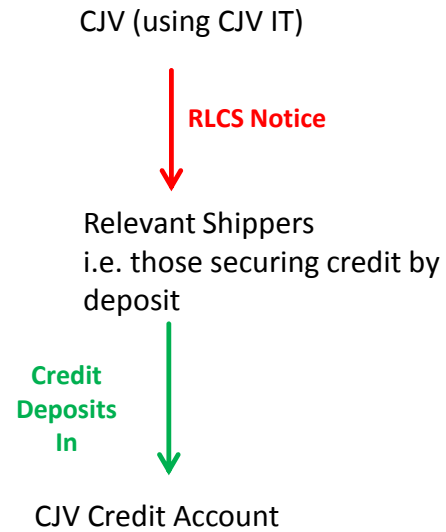 CJV (using CJV IT)
RLCS Notice
Relevant Shippers
i.e. those securing credit by
deposit
Credit
Deposits
In
CJV Credit Account